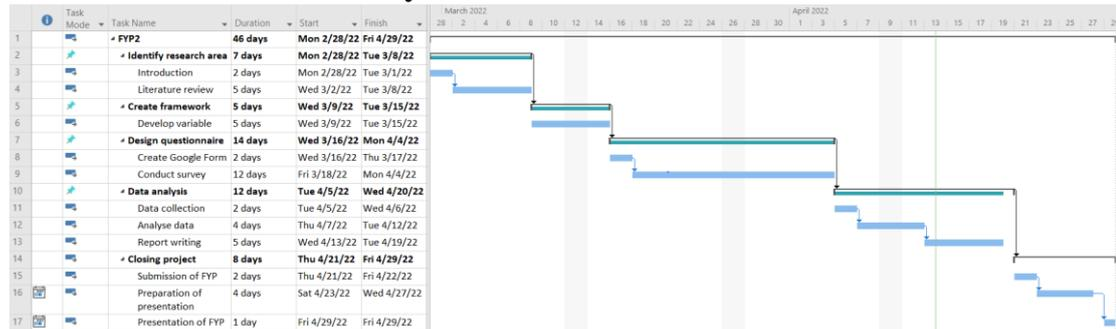 Task Mode Task Name Duration Start Finish
March 2022 April 2022
28 2 4 6 8 10 12 14 16 18 20 22 24 26 28 30 1 3 5 7 9 11 13 15 17 19 21 23 25 27
1 FYP2 46 days Mon 2/28/22 Fri 4/29/22
2 Identify research area 7 days Mon 2/28/22 Tue 3/8/22
3 Introduction 2 days Mon 2/28/22 Tue 3/1/22
4 Literature review 5 days Wed 3/2/22 Tue 3/8/22
5 Create framework 5 days Wed 3/9/22 Tue 3/15/22
6 Develop variable 5 days Wed 3/9/22 Tue 3/15/22
7 Design questionnaire 14 days Wed 3/16/22 Mon 4/4/22
8 Create Google Form 2 days Wed 3/16/22 Thu 3/17/22
9 Conduct survey 12 days Fri 3/18/22 Mon 4/4/22
10 Data analysis 12 days Tue 4/5/22 Wed 4/20/22
11 Data collection 2 days Tue 4/5/22 Wed 4/6/22
12 Analyse data 4 days Thu 4/7/22 Tue 4/12/22
13 Report writing 5 days Wed 4/13/22 Tue 4/19/22
14 Closing project 8 days Thu 4/21/22 Fri 4/29/22
15 Submission of FYP 2 days Thu 4/21/22 Fri 4/22/22
16 Preparation of 4 days Sat 4/23/22 Wed 4/27/22
presentation
17 Presentation of FYP 1 day Fri 4/29/22 Fri 4/29/22